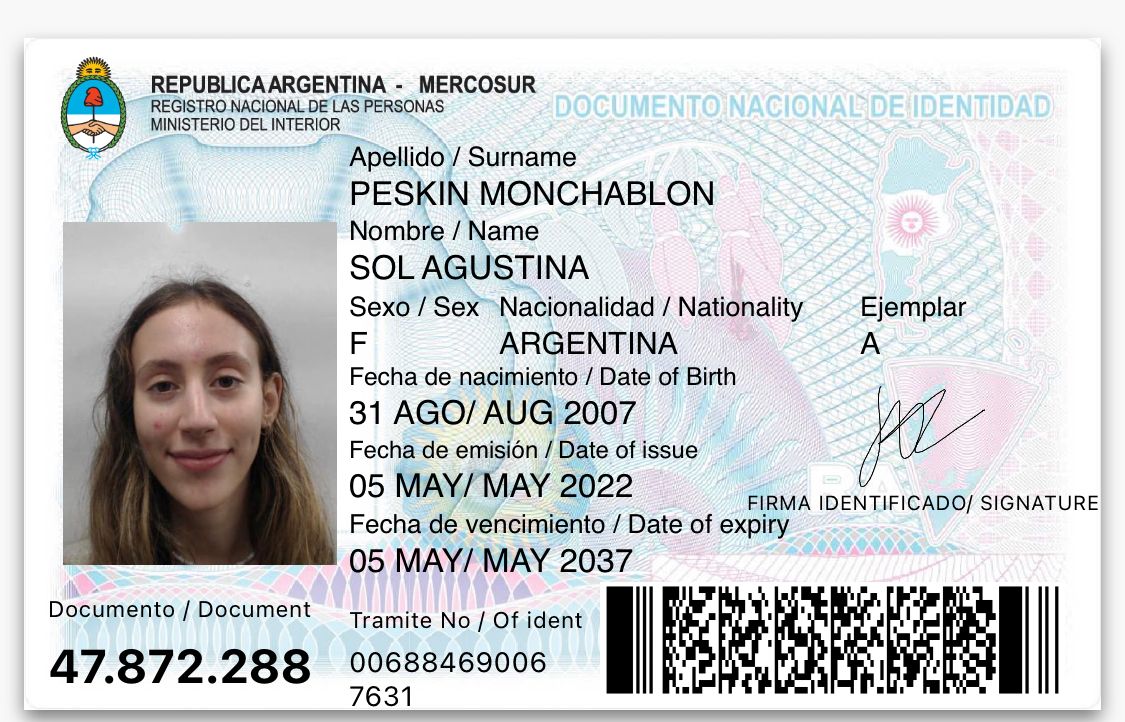 REPUBLICA ARGENTINA - MERCOSUR
REGISTRO NACIONAL DE LAS PERSONAS
MINISTERIO DEL INTERIOR
DOCUMENTO NACIONAL DE IDENTIDAD
Apellido / Surname
PESKIN MONCHABLON
Nombre / Name
SOL AGUSTINA
Sexo / Sex Nacionalidad / Nationality Ejemplar
F ARGENTINA A
Fecha de nacimiento / Date of Birth
31 AGO/ AUG 2007
Fecha de emisión / Date of issue
05 MAY/ MAY 2022
FIRMA IDENTIFICADO/ SIGNATURE
Fecha de vencimiento / Date of expiry
05 MAY/ MAY 2037
Documento / Document
47.872.288
Tramite No / Of ident
00688469006
7631